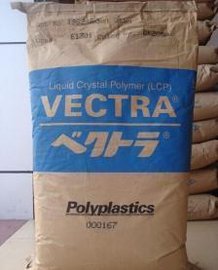 Liquid Crystal Polymer (LCP)
VECTRA®
ベクトラ®
Polyplastics
000167